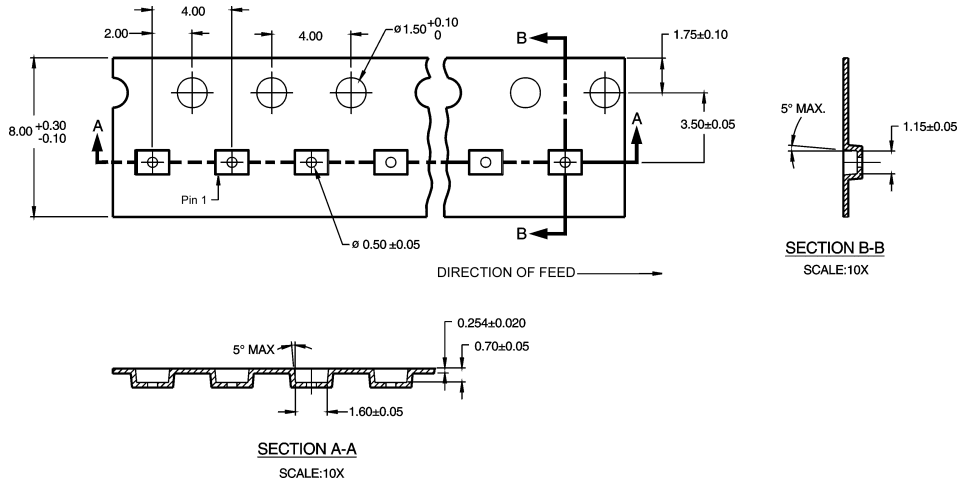 4.00
2.00
4.00
ø 1.50 +0.10
0
B
1.75±0.10
8.00 +0.30
-0.10
A
A
3.50±0.05
5° MAX.
1.15±0.05
Pin 1
B
ø 0.50 ±0.05
SECTION B-B
SCALE:10X
DIRECTION OF FEED
0.254±0.020
5° MAX
0.70±0.05
1.60±0.05
SECTION A-A
SCALE:10X